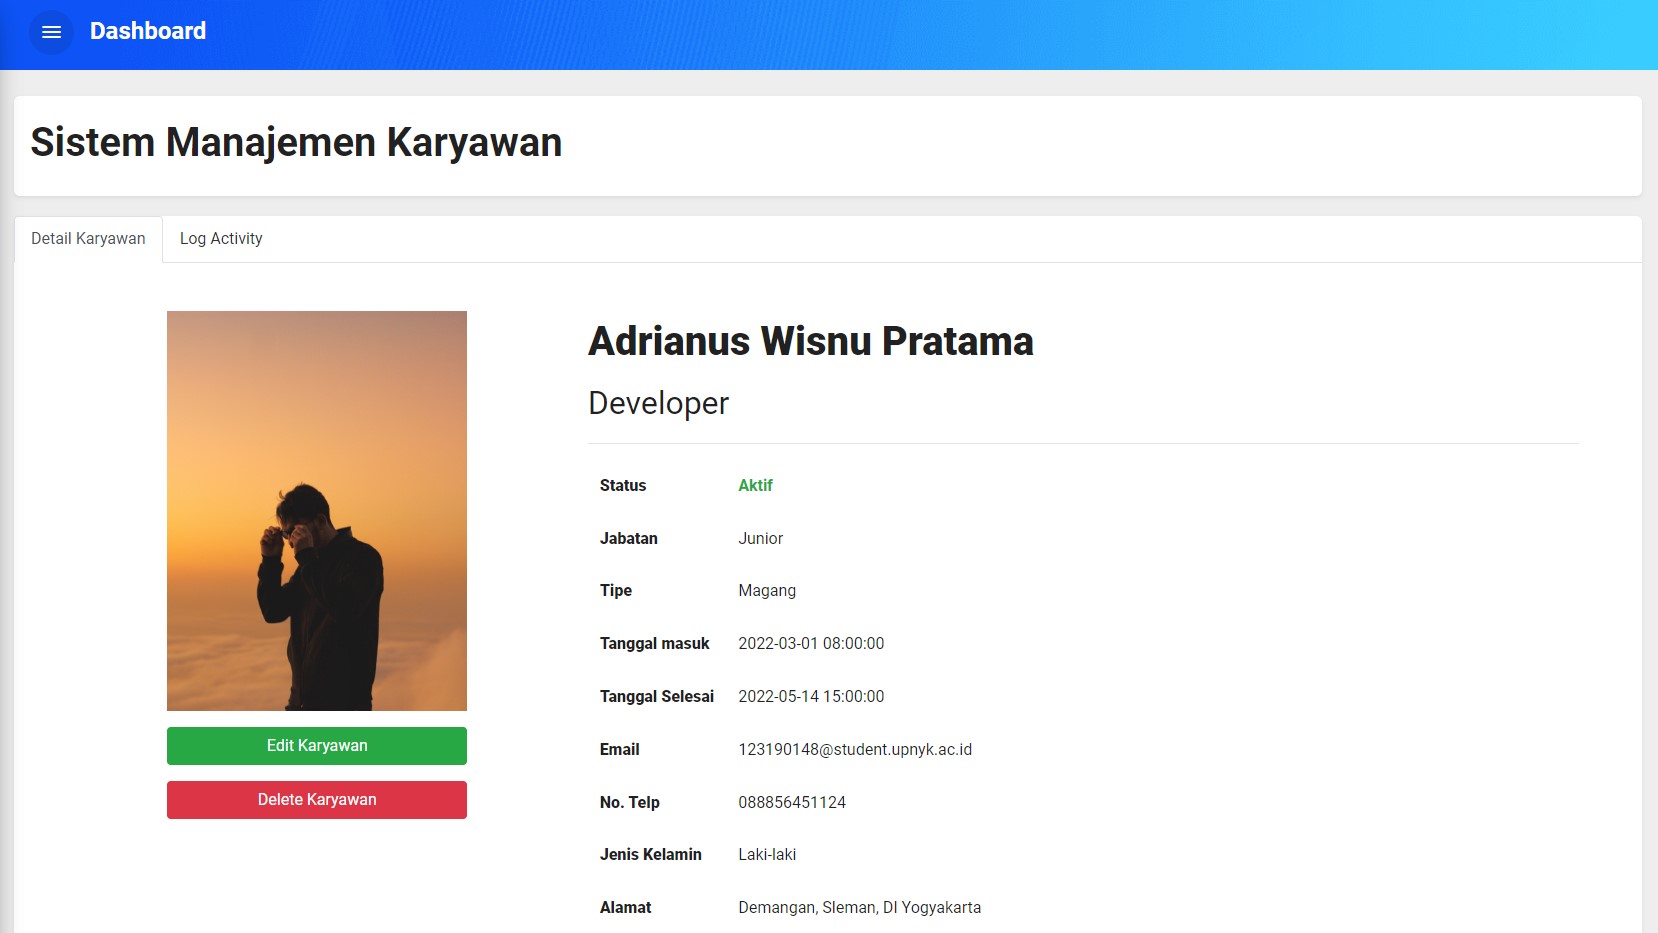 Dashboard
Sistem Manajemen Karyawan
Detail Karyawan
Log Activity
Adrianus Wisnu Pratama
Developer
Status Aktif
Jabatan Junior
Tipe Magang
Tanggal masuk 2022-03-01 08:00:00
Tanggal Selesai 2022-05-14 15:00:00
Email 123190148@student.upnyk.ac.id
No. Telp 088856451124
Jenis Kelamin Laki-laki
Alamat Demangan, Sleman, DI Yogyakarta
Edit Karyawan
Delete Karyawan